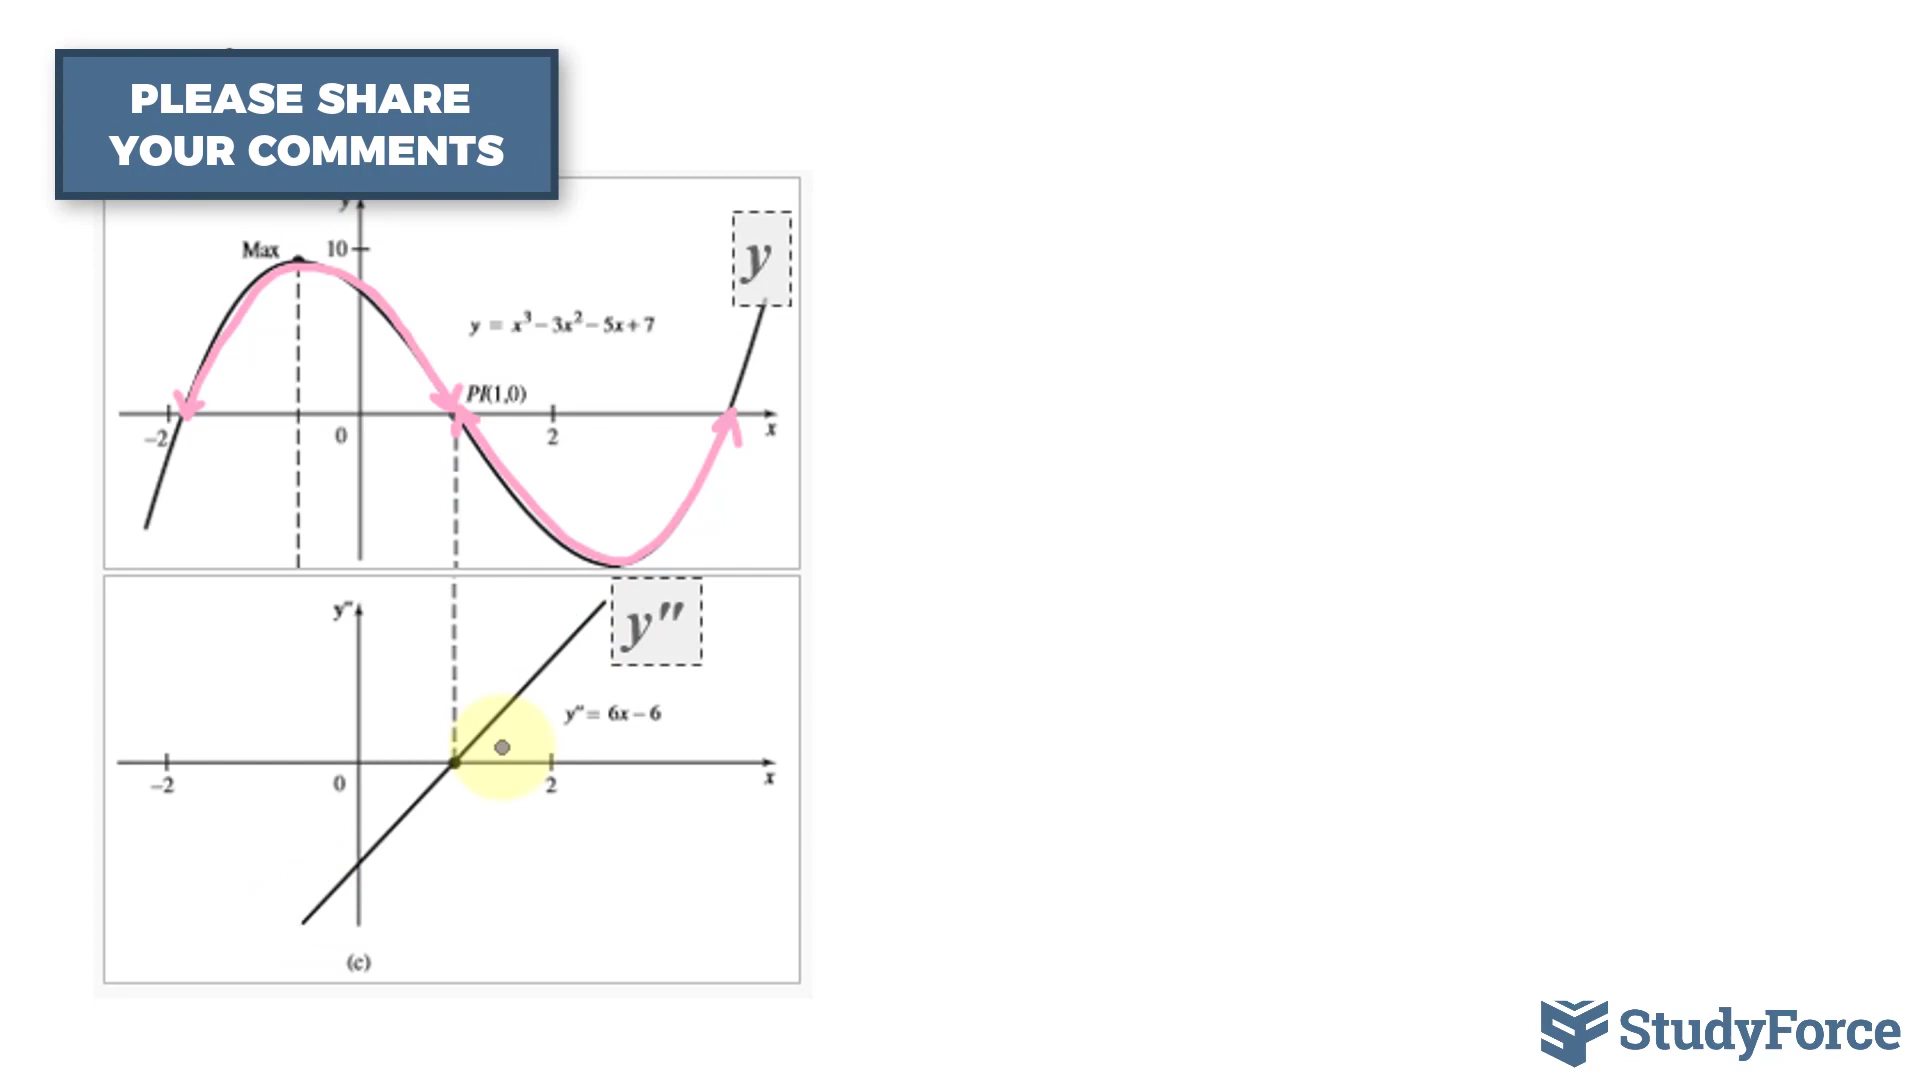 PLEASE SHARE
YOUR COMMENTS
y
Max
10
y
y = x³ – 3x² – 5x + 7
PI(1,0)
–2
0
2
x
y″
y″
y″ = 6x – 6
–2
0
2
x
(c)
StudyForce